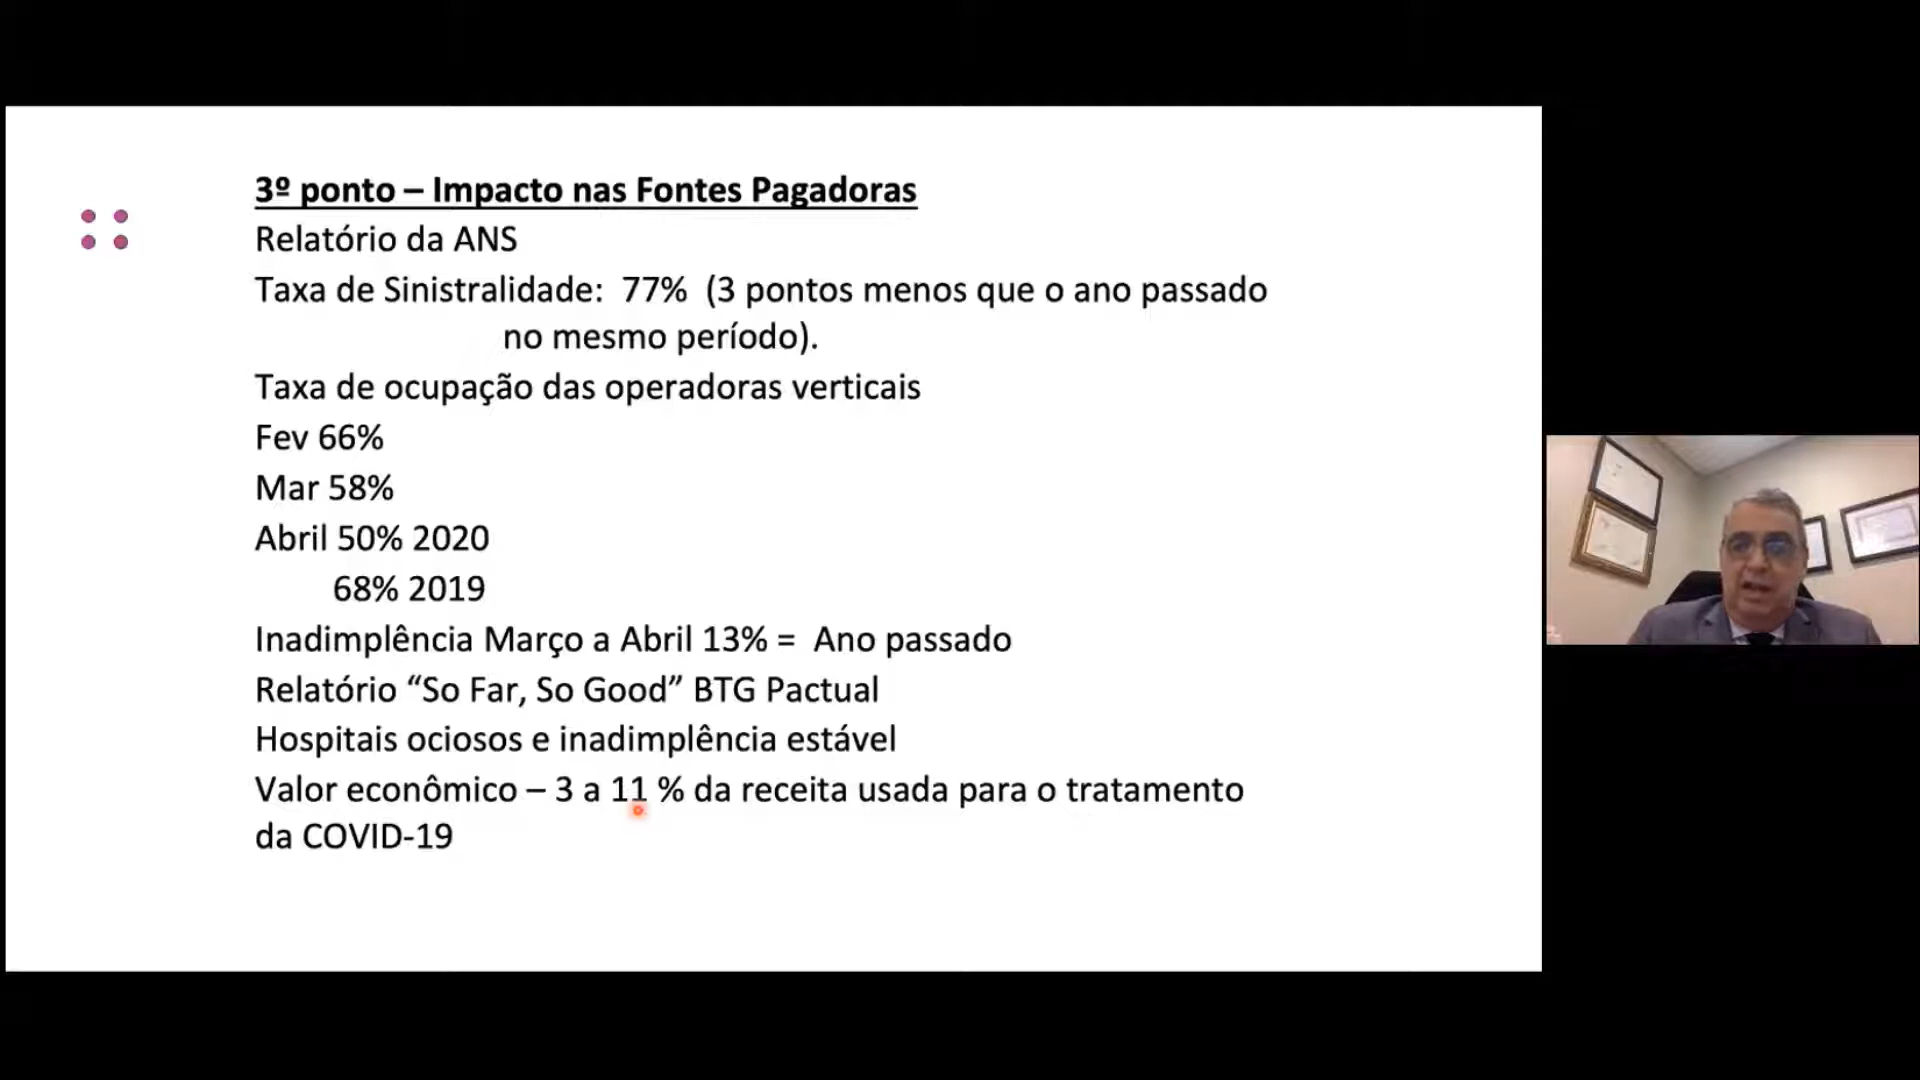 3º ponto – Impacto nas Fontes Pagadoras
Relatório da ANS
Taxa de Sinistralidade: 77% (3 pontos menos que o ano passado
no mesmo período).
Taxa de ocupação das operadoras verticais
Fev 66%
Mar 58%
Abril 50% 2020
68% 2019
Inadimplência Março a Abril 13% = Ano passado
Relatório “So Far, So Good” BTG Pactual
Hospitais ociosos e inadimplência estável
Valor econômico – 3 a 11 % da receita usada para o tratamento
da COVID-19